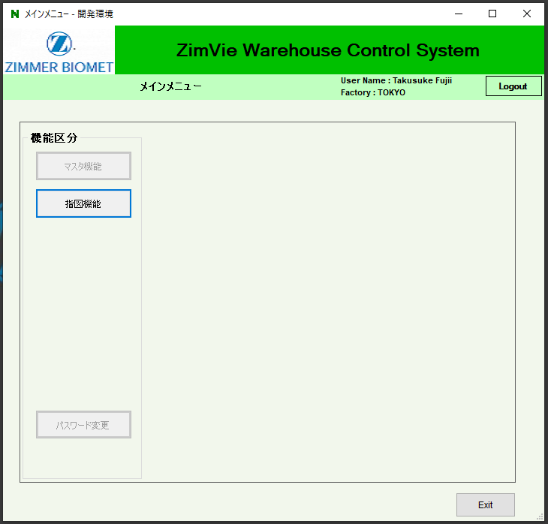 メインメニュー - 開発環境
Z.
ZIMMER BIOMET
ZimVie Warehouse Control System
メインメニュー
User Name : Takusuke Fujii
Factory : TOKYO
Logout
機能区分
マスタ機能
指図機能
パスワード変更
Exit